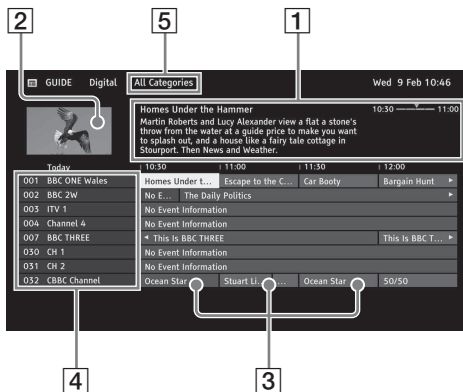 2
5
1
GUIDE Digital All Categories Wed 9 Feb 10:46
Homes Under the Hammer 10:30 11:00
Martin Roberts and Lucy Alexander view a flat a stone's
throw from the water at a guide price to make you want
to splash out, and a house like a fairy tale cottage in
Stourport. Then News and Weather.
Today 10:30 11:00 11:30 12:00
001 BBC ONE Wales Homes Under t... Escape to the C... Car Booty Bargain Hunt
002 BBC 2W No E... The Daily Politics
003 ITV 1 No Event Information
004 Channel 4 No Event Information
007 BBC THREE This Is BBC THREE This Is BBC T...
030 CH 1 No Event Information
031 CH 2 No Event Information
032 CBBC Channel Ocean Star Stuart Li... ... Ocean Star 50/50
4
3